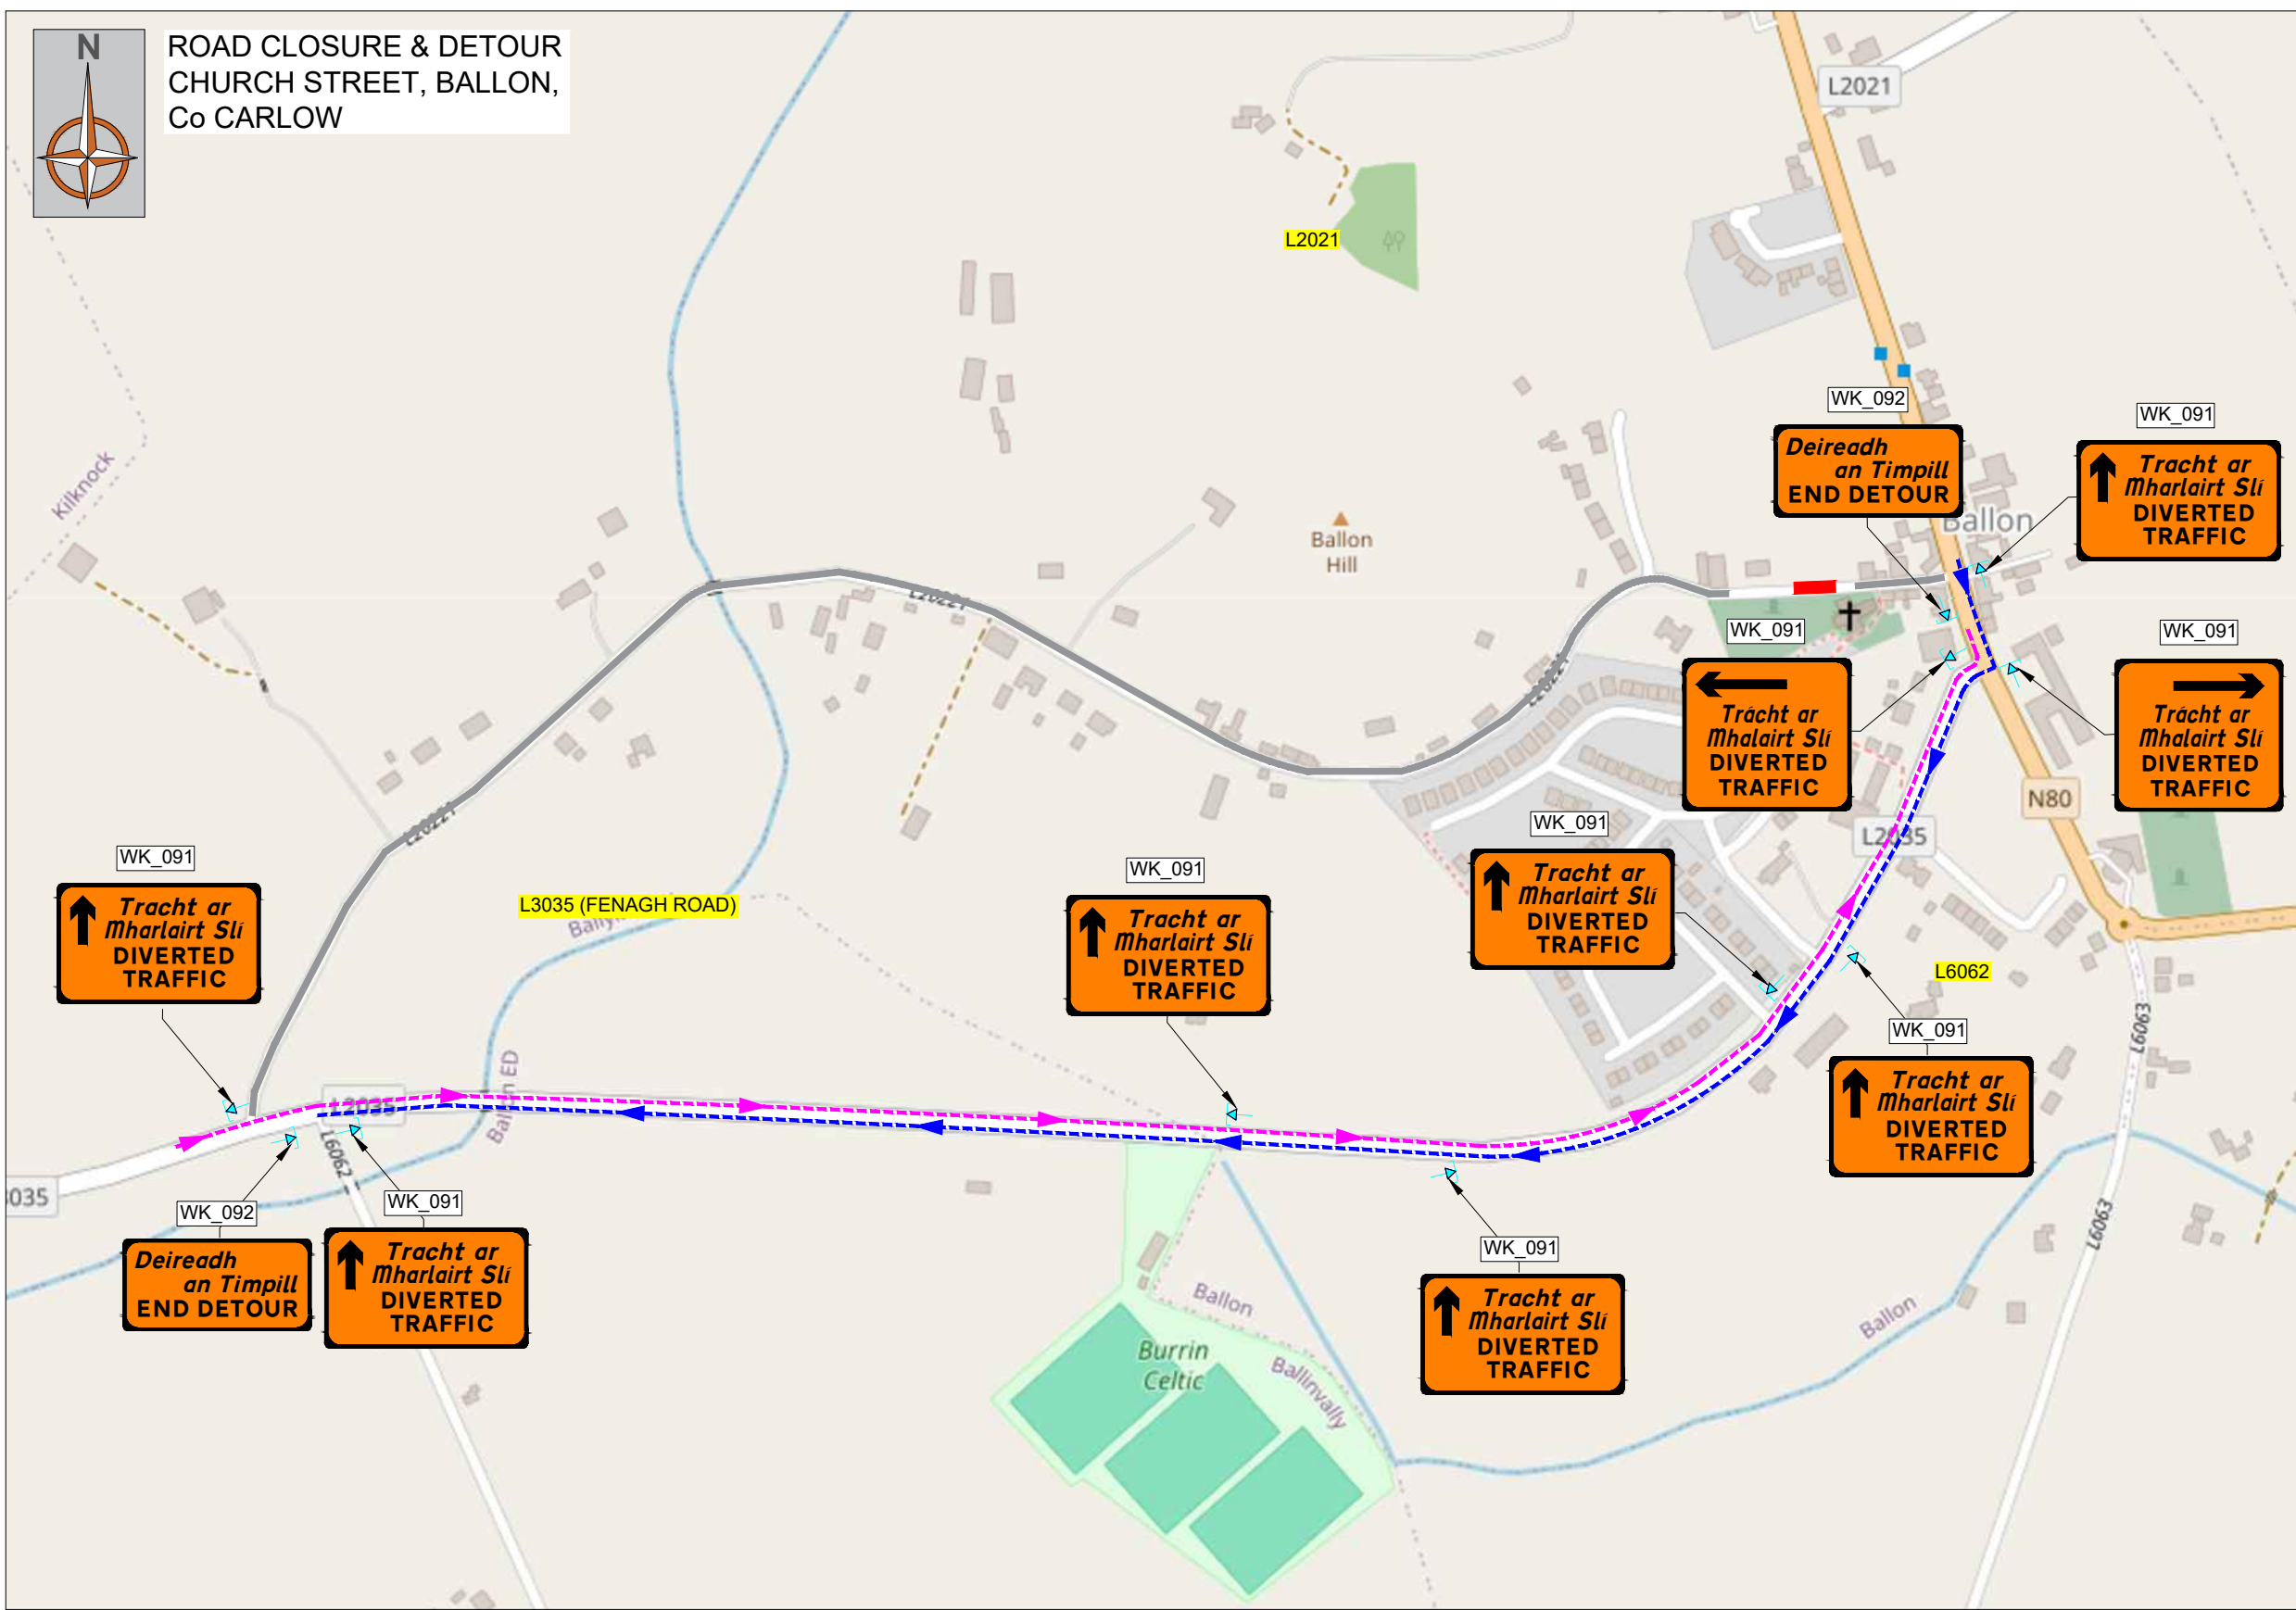 N
ROAD CLOSURE & DETOUR
CHURCH STREET, BALLON,
Co CARLOW
L2021
L2021
Kilknock
Ballon
Hill
WK_092
Deireadh
an Timpill
END DETOUR
WK_091
Tracht ar
Mharlairt Slí
DIVERTED
TRAFFIC
Ballon
WK_091
Trácht ar
Mhalairt Slí
DIVERTED
TRAFFIC
WK_091
Trácht ar
Mhalairt Slí
DIVERTED
TRAFFIC
N80
L2035
WK_091
Tracht ar
Mharlairt Slí
DIVERTED
TRAFFIC
WK_091
Tracht ar
Mharlairt Slí
DIVERTED
TRAFFIC
L3035 (FENAGH ROAD)
WK_091
Tracht ar
Mharlairt Slí
DIVERTED
TRAFFIC
L6062
WK_091
Tracht ar
Mharlairt Slí
DIVERTED
TRAFFIC
L6063
L6063
Ballon ED
L6062
WK_092
Deireadh
an Timpill
END DETOUR
WK_091
Tracht ar
Mharlairt Slí
DIVERTED
TRAFFIC
WK_091
Tracht ar
Mharlairt Slí
DIVERTED
TRAFFIC
Ballon
Ballinvally
Ballon
Burrin
Celtic